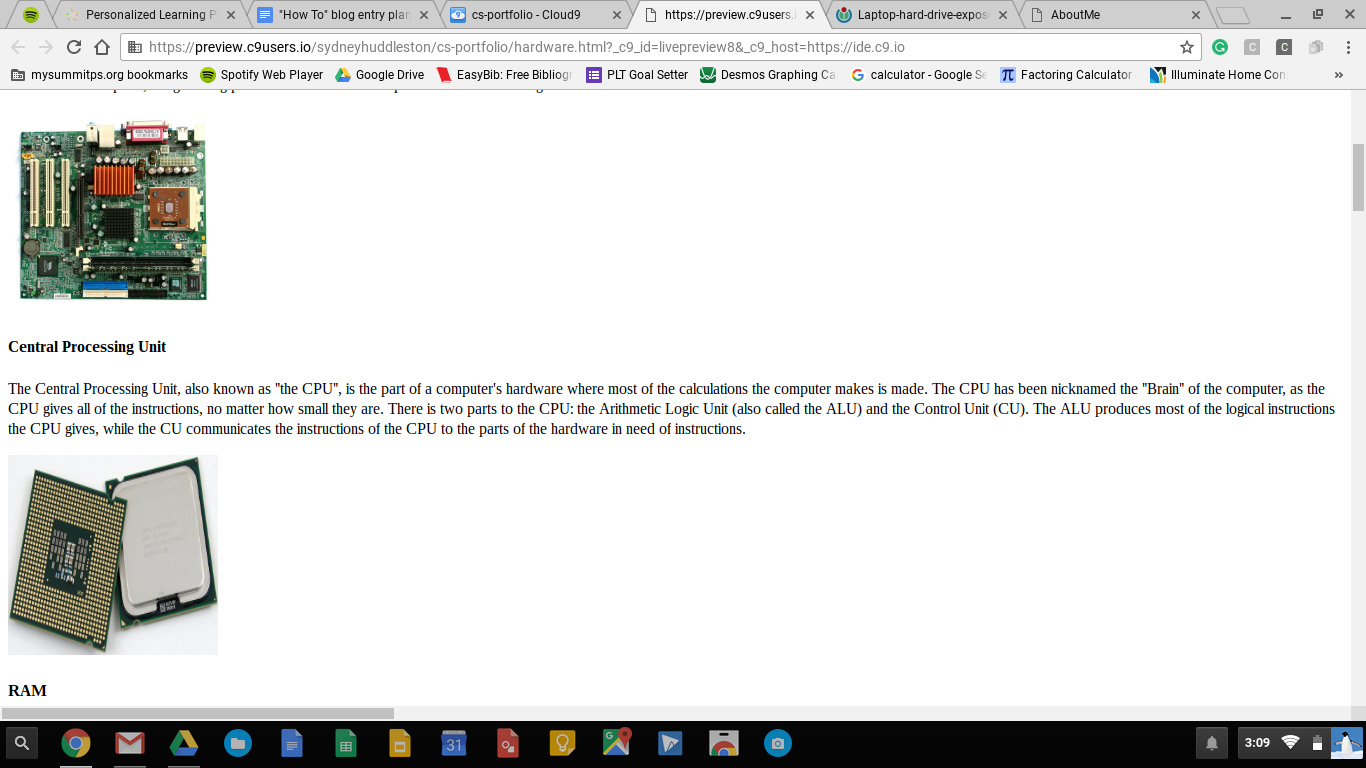 Personalized Learning P
"How To" blog entry plan
cs-portfolio - Cloud9
https://preview.c9users.i
Laptop-hard-drive-expose
AboutMe
https://preview.c9users.io/sydneyhuddleston/cs-portfolio/hardware.html?_c9_id=livepreview8&_c9_host=https://ide.c9.io
mysummitps.org bookmarks
Spotify Web Player
Google Drive
EasyBib: Free Bibliogr
PLT Goal Setter
Desmos Graphing Ca
calculator - Google Se
Factoring Calculator -
Illuminate Home Con
»
Central Processing Unit
The Central Processing Unit, also known as "the CPU", is the part of a computer's hardware where most of the calculations the computer makes is made. The CPU has been nicknamed the "Brain" of the computer, as the
CPU gives all of the instructions, no matter how small they are. There is two parts to the CPU: the Arithmetic Logic Unit (also called the ALU) and the Control Unit (CU). The ALU produces most of the logical instructions
the CPU gives, while the CU communicates the instructions of the CPU to the parts of the hardware in need of instructions.
RAM
31
3:09